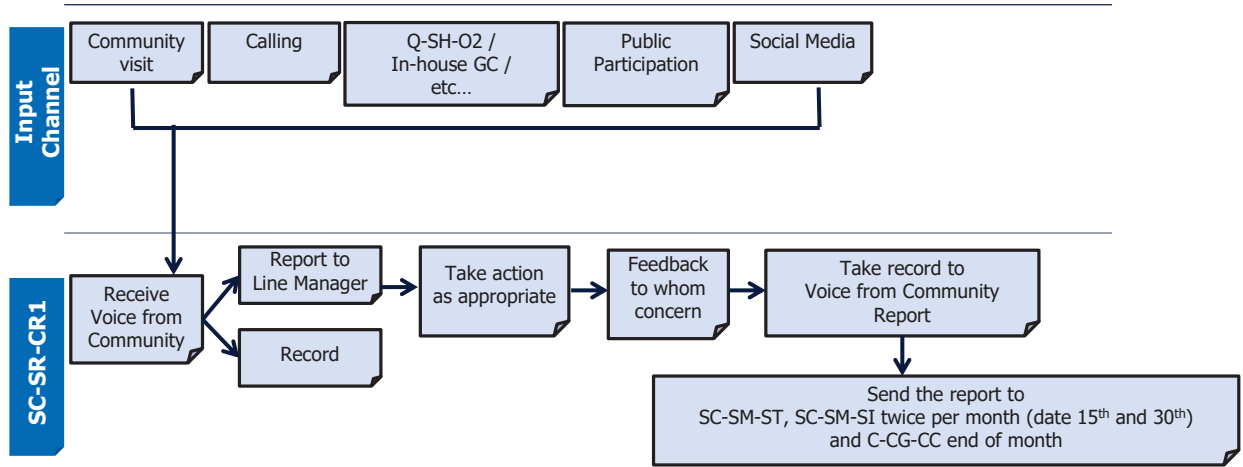 Input
Channel
Community
visit
Calling
Q-SH-O2 /
In-house GC /
etc...
Public
Participation
Social Media
SC-SR-CR1
Receive
Voice from
Community
Report to
Line Manager
Record
Take action
as appropriate
Feedback
to whom
concern
Take record to
Voice from Community
Report
Send the report to
SC-SM-ST, SC-SM-SI twice per month (date 15th and 30th)
and C-CG-CC end of month